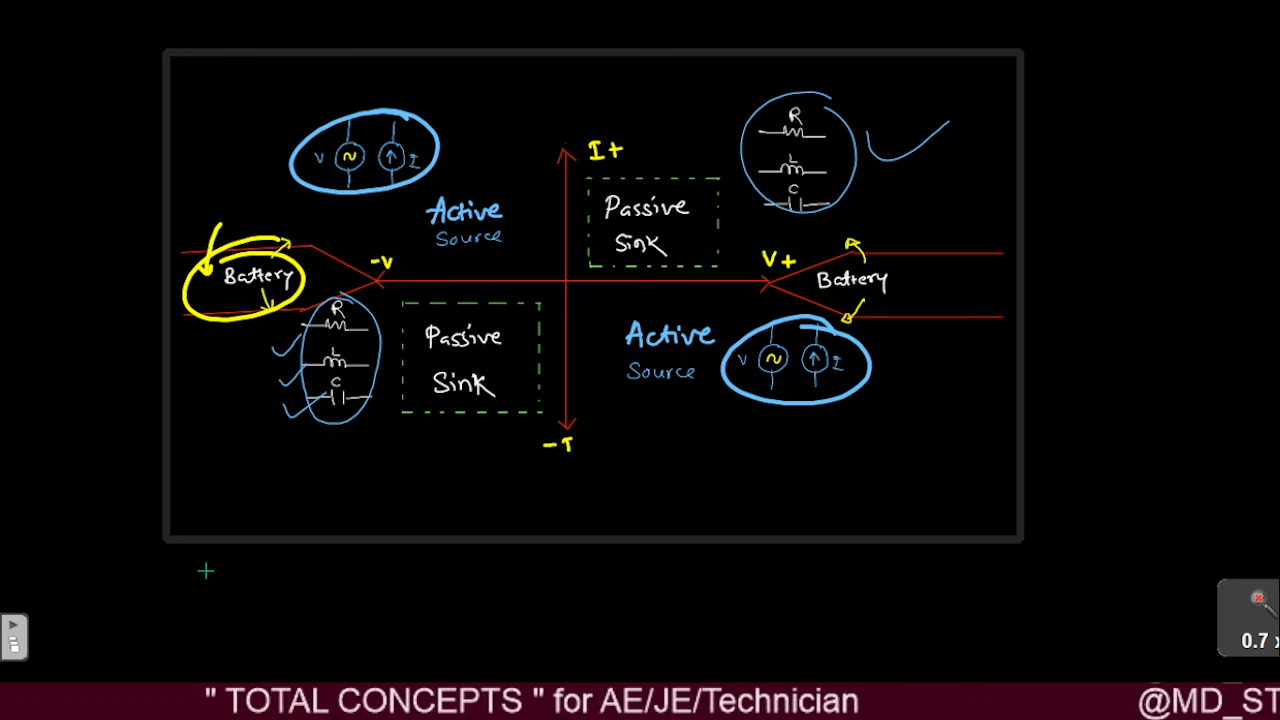 R
I+
V
I
L
Active
Passive
C
Source
Sink
-V
V+
Battery
Battery
R
Passive
Active
L
V
I
Source
C
Sink
-I
" TOTAL CONCEPTS " for AE/JE/Technician
@MD_ST
0.7 x